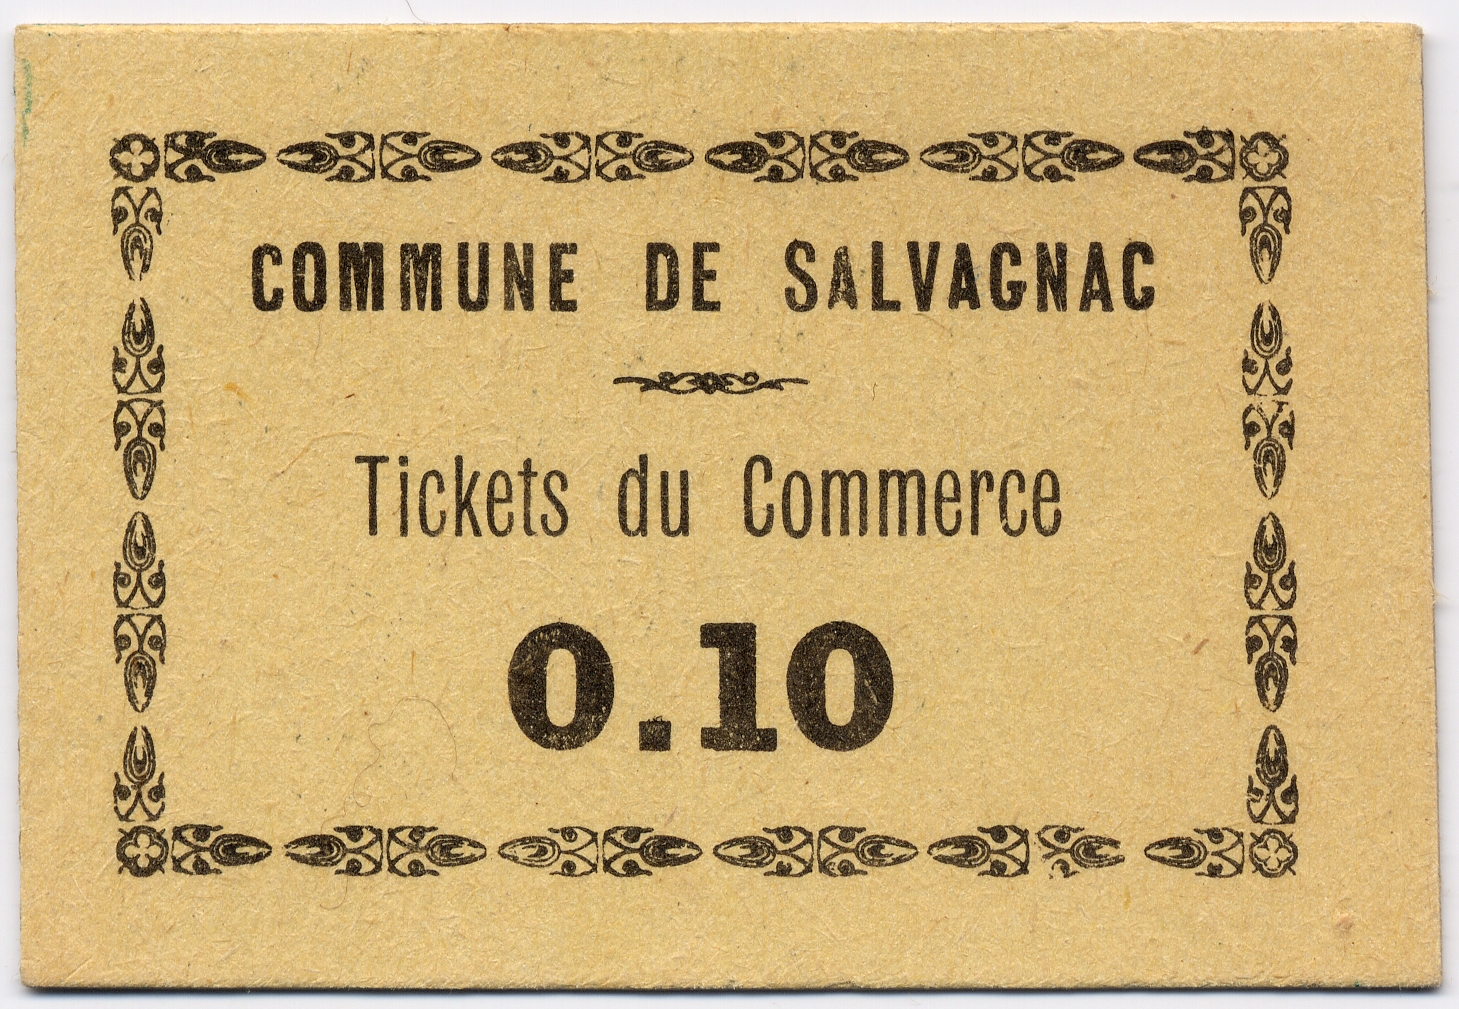 COMMUNE DE SALVAGNAC
Tickets du Commerce
0.10